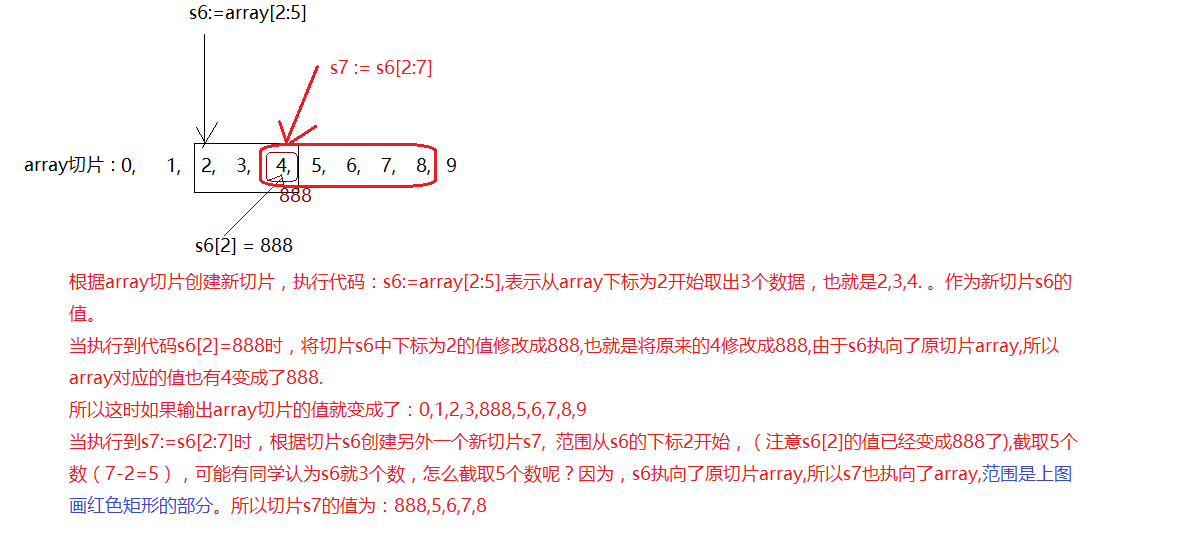 s6:=array[2:5]
s7 := s6[2:7]
array切片 : 0, 1, 2, 3, 4, 5, 6, 7, 8, 9
888
s6[2] = 888
根据array切片创建新切片，执行代码：s6:=array[2:5],表示从array下标为2开始取出3个数据，也就是2,3,4. 。作为新切片s6的
值。
当执行到代码s6[2]=888时，将切片s6中下标为2的值修改成888,也就是将原来的4修改成888,由于s6执向了原切片array,所以
array对应的值也有4变成了888.
所以这时如果输出array切片的值就变成了：0,1,2,3,888,5,6,7,8,9
当执行到s7:=s6[2:7]时，根据切片s6创建另外一个新切片s7, 范围从s6的下标2开始，（注意s6[2]的值已经变成888了),截取5个
数（7-2=5），可能有同学认为s6就3个数，怎么截取5个数呢？因为，s6执向了原切片array,所以s7也执向了array,范围是上图
画红色矩形的部分。所以切片s7的值为：888,5,6,7,8